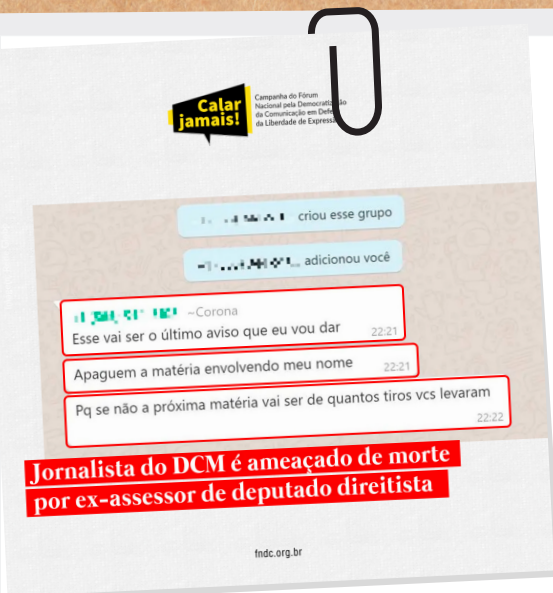 Calar
jamais!
Campanha do Fórum
Nacional pela Democratização
da Comunicação em Defesa
da Liberdade de Expressão
criou esse grupo
adicionou você
~Corona
Esse vai ser o último aviso que eu vou dar
22:21
Apaguem a matéria envolvendo meu nome
22:21
Pq se não a próxima matéria vai ser de quantos tiros vcs levaram
22:22
Jornalista do DCM é ameaçado de morte
por ex-assessor de deputado direitista
fndc.org.br